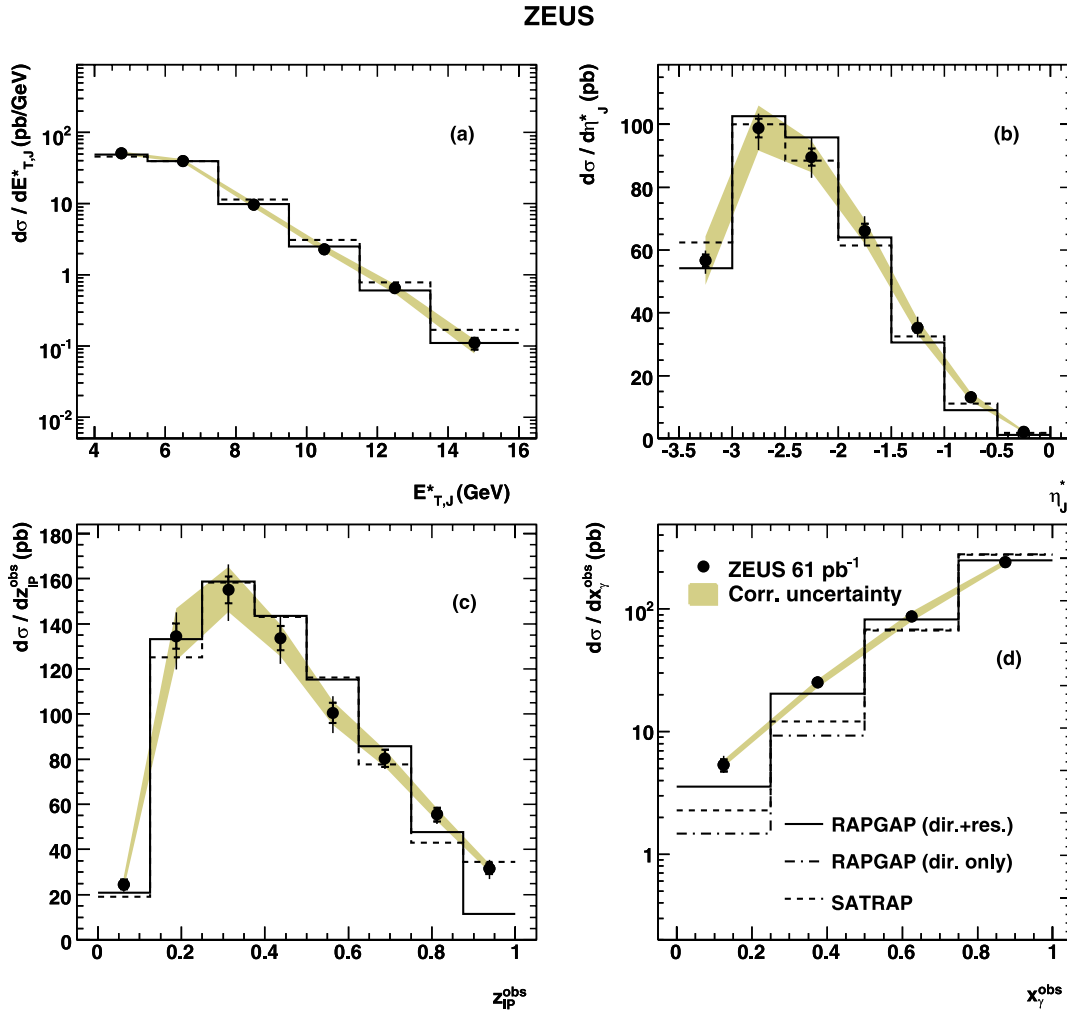 ZEUS
dσ / dE*T,J (pb/GeV)
(a)
10²
10
1
10⁻¹
10⁻²
4 6 8 10 12 14 16
E*T,J (GeV)
dσ / dη*J (pb)
(b)
100
80
60
40
20
0
-3.5 -3 -2.5 -2 -1.5 -1 -0.5 0
η*J
dσ / dz_IP^obs (pb)
(c)
180
160
140
120
100
80
60
40
20
0
0 0.2 0.4 0.6 0.8 1
z_IP^obs
dσ / dx_γ^obs (pb)
ZEUS 61 pb⁻¹
Corr. uncertainty
(d)
10²
10
1
RAPGAP (dir.+res.)
RAPGAP (dir. only)
SATRAP
0 0.2 0.4 0.6 0.8 1
x_γ^obs